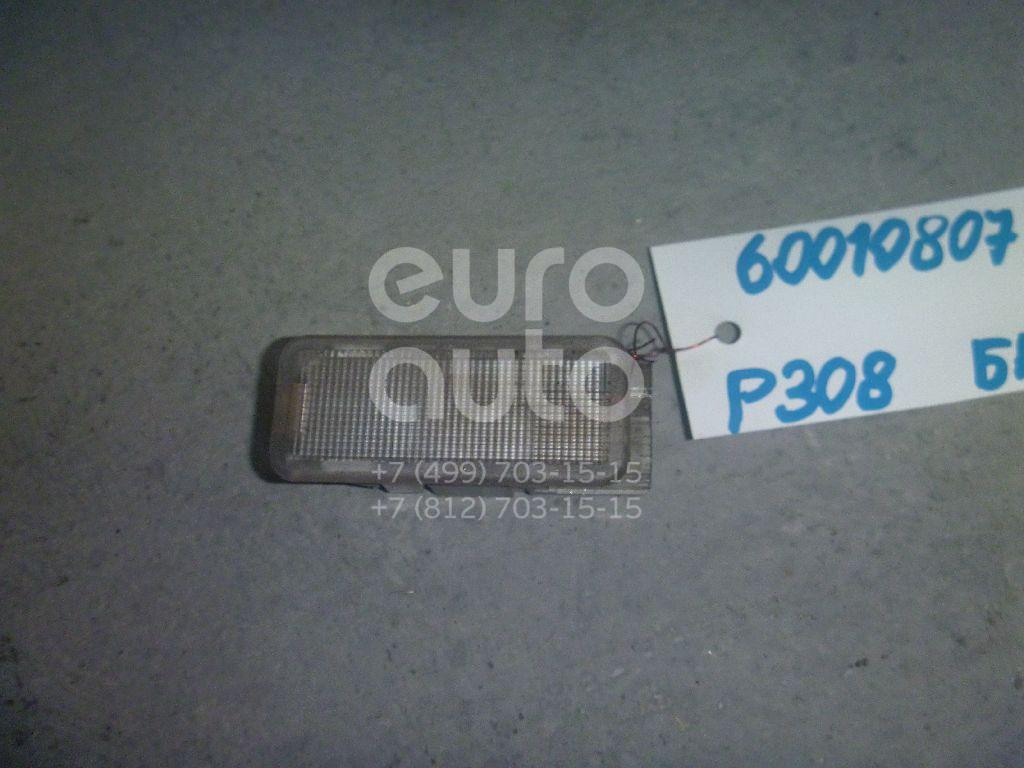 60010807
P308
euro
auto
+7 (499) 703-15-15
+7 (812) 703-15-15